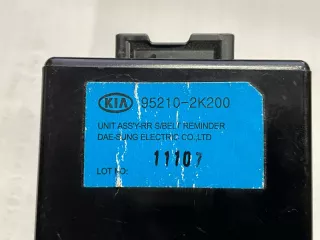 KIA 95210-2K200
UNIT ASSY-RR S/BELT REMINDER
DAE-SUNG ELECTRIC CO.,LTD
11107
LOT NO: